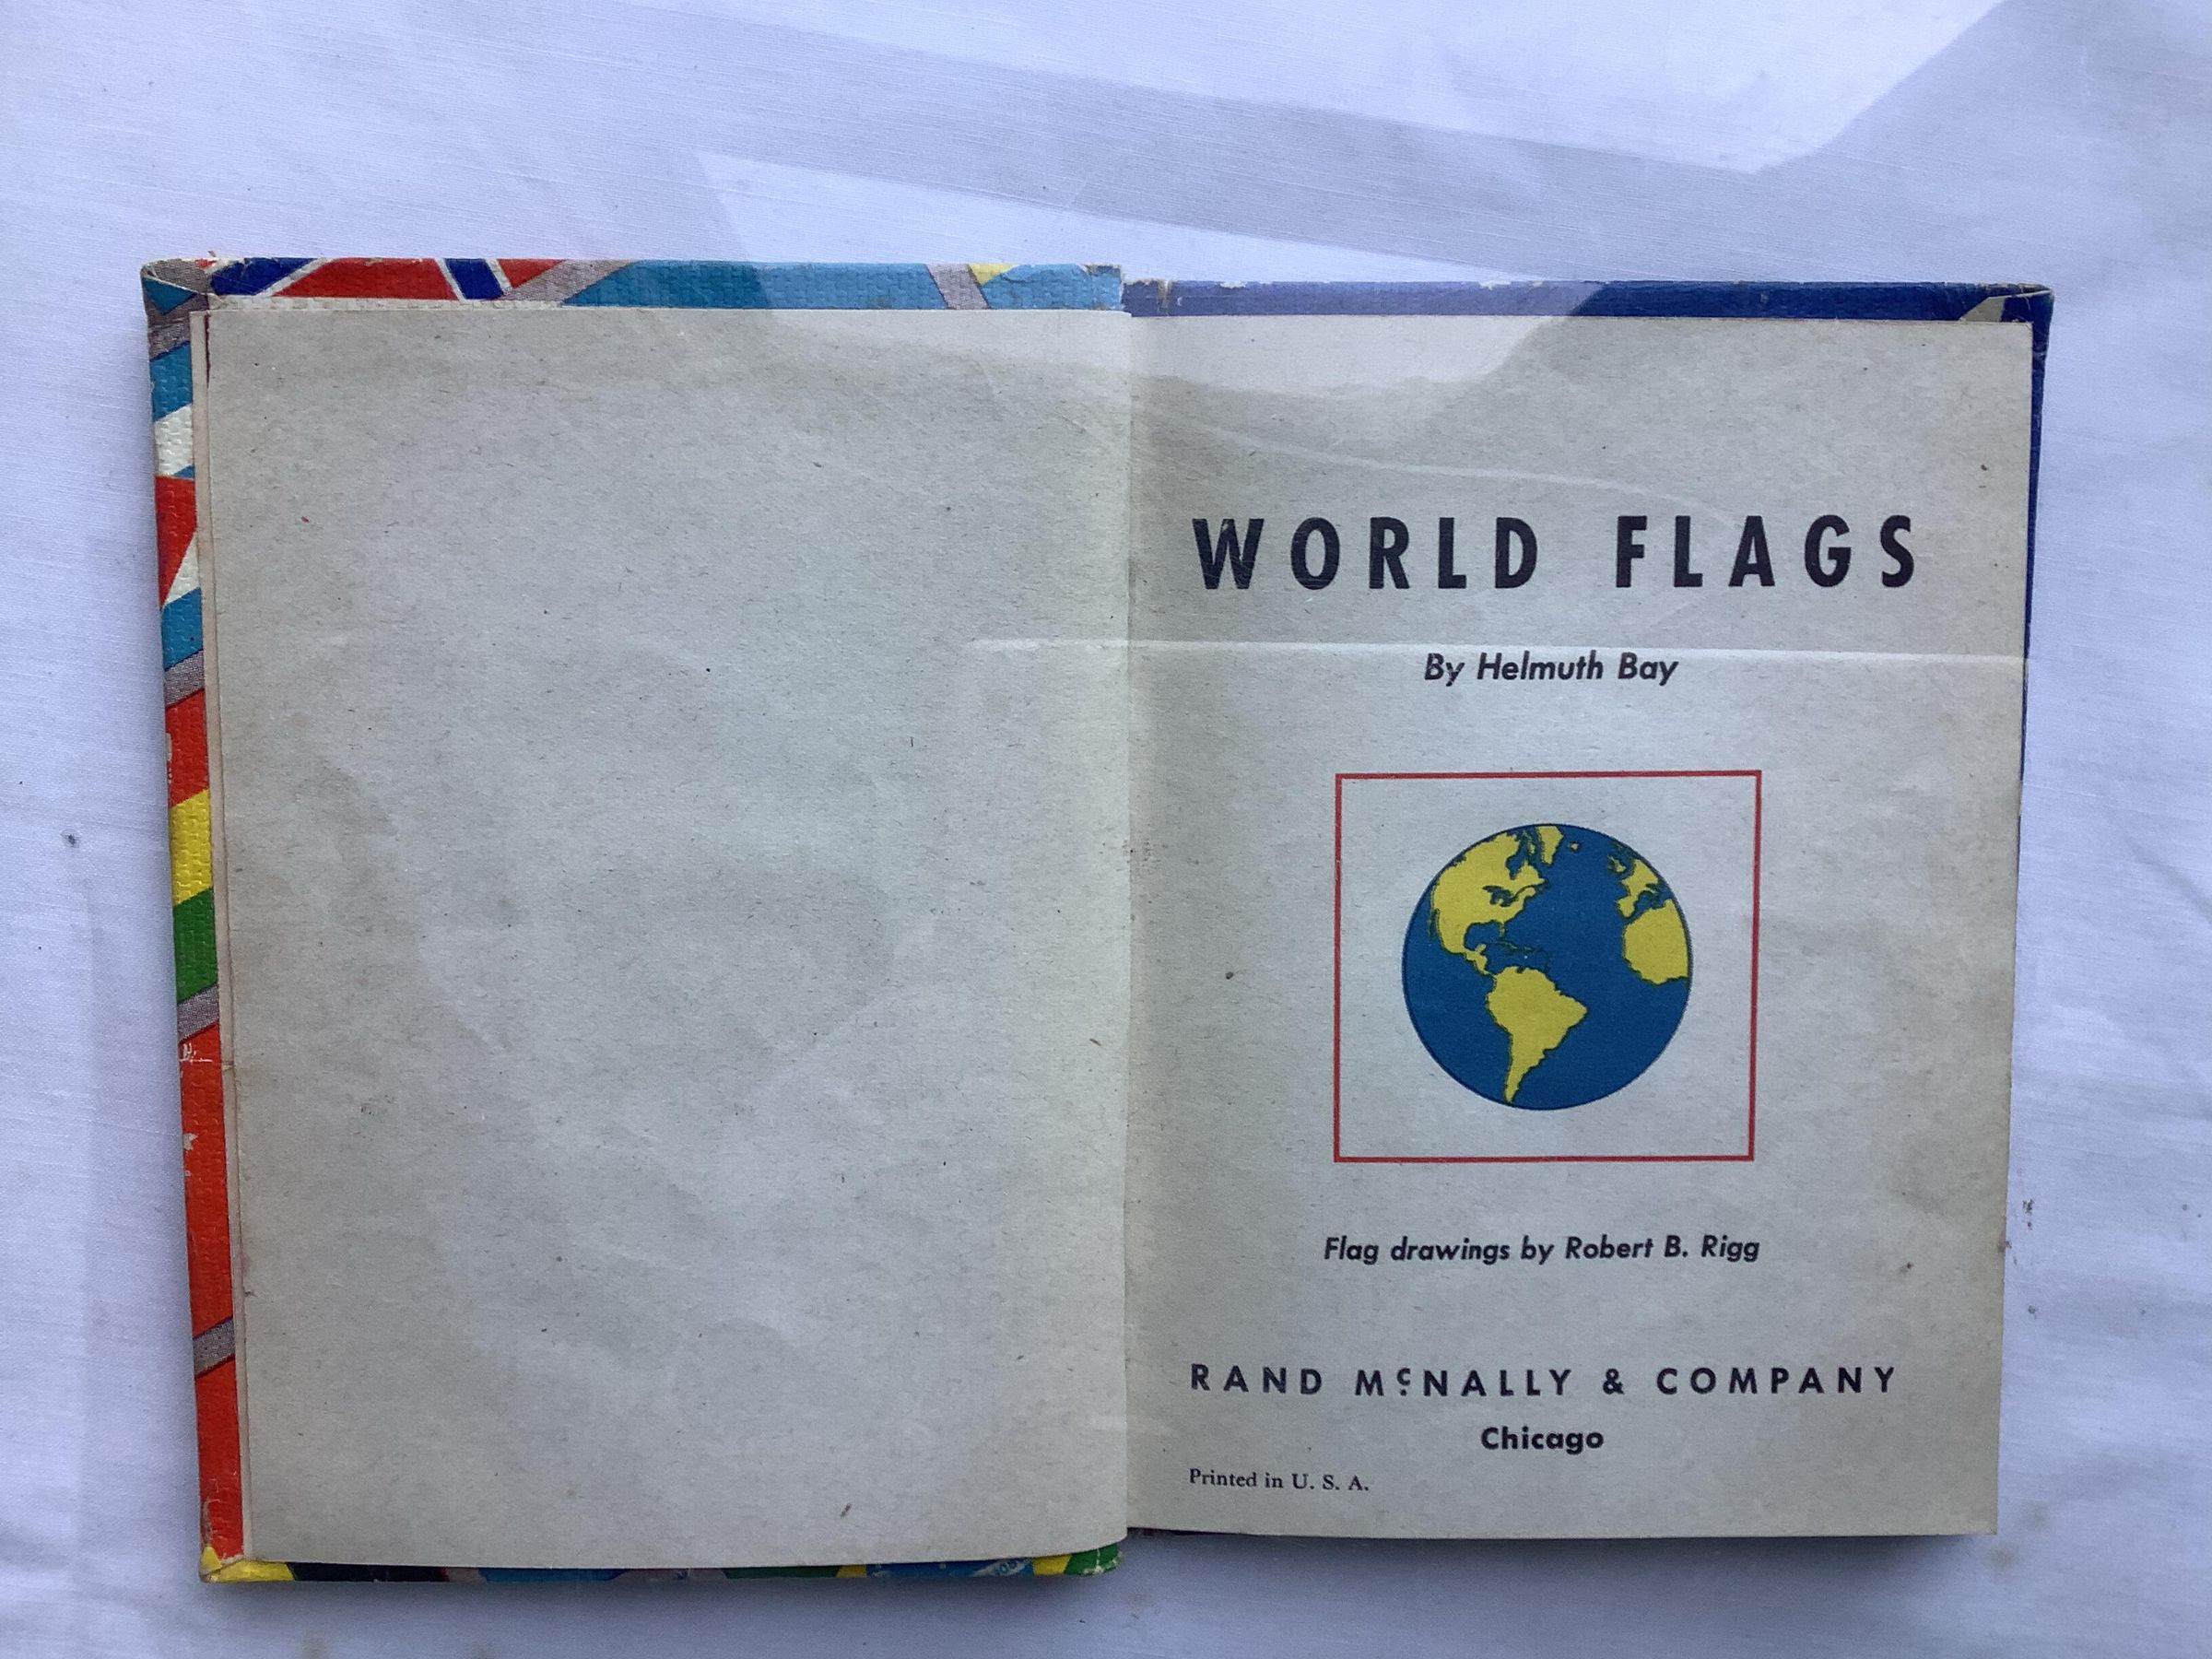 WORLD FLAGS
By Helmuth Bay
Flag drawings by Robert B. Rigg
RAND McNALLY & COMPANY
Chicago
Printed in U. S. A.